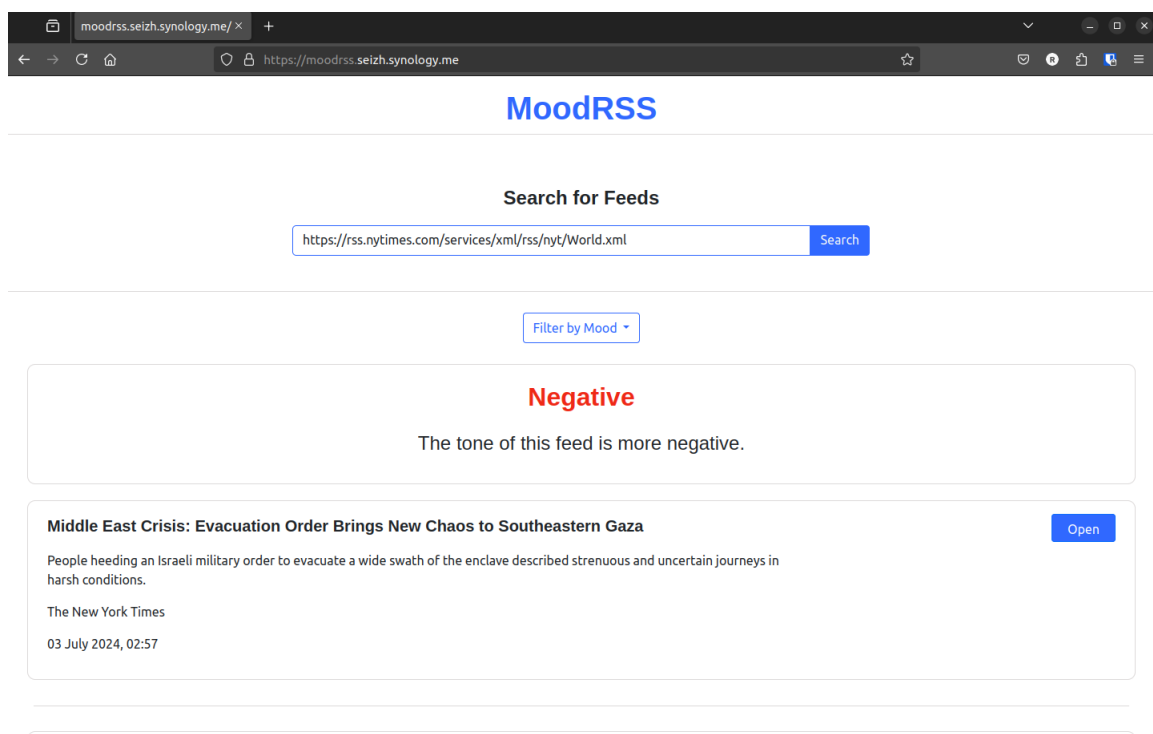 moodrss.seizh.synology.me/
https://moodrss.seizh.synology.me
MoodRSS
Search for Feeds
https://rss.nytimes.com/services/xml/rss/nyt/World.xml
Search
Filter by Mood
Negative
The tone of this feed is more negative.
Middle East Crisis: Evacuation Order Brings New Chaos to Southeastern Gaza
Open
People heeding an Israeli military order to evacuate a wide swath of the enclave described strenuous and uncertain journeys in
harsh conditions.
The New York Times
03 July 2024, 02:57